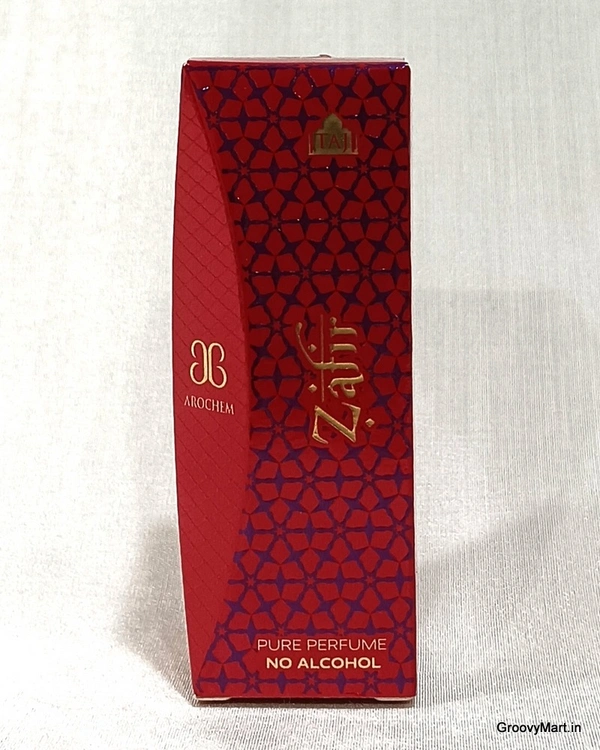 TAJ
Zafir
AROCHEM
PURE PERFUME
NO ALCOHOL
GroovyMart.in